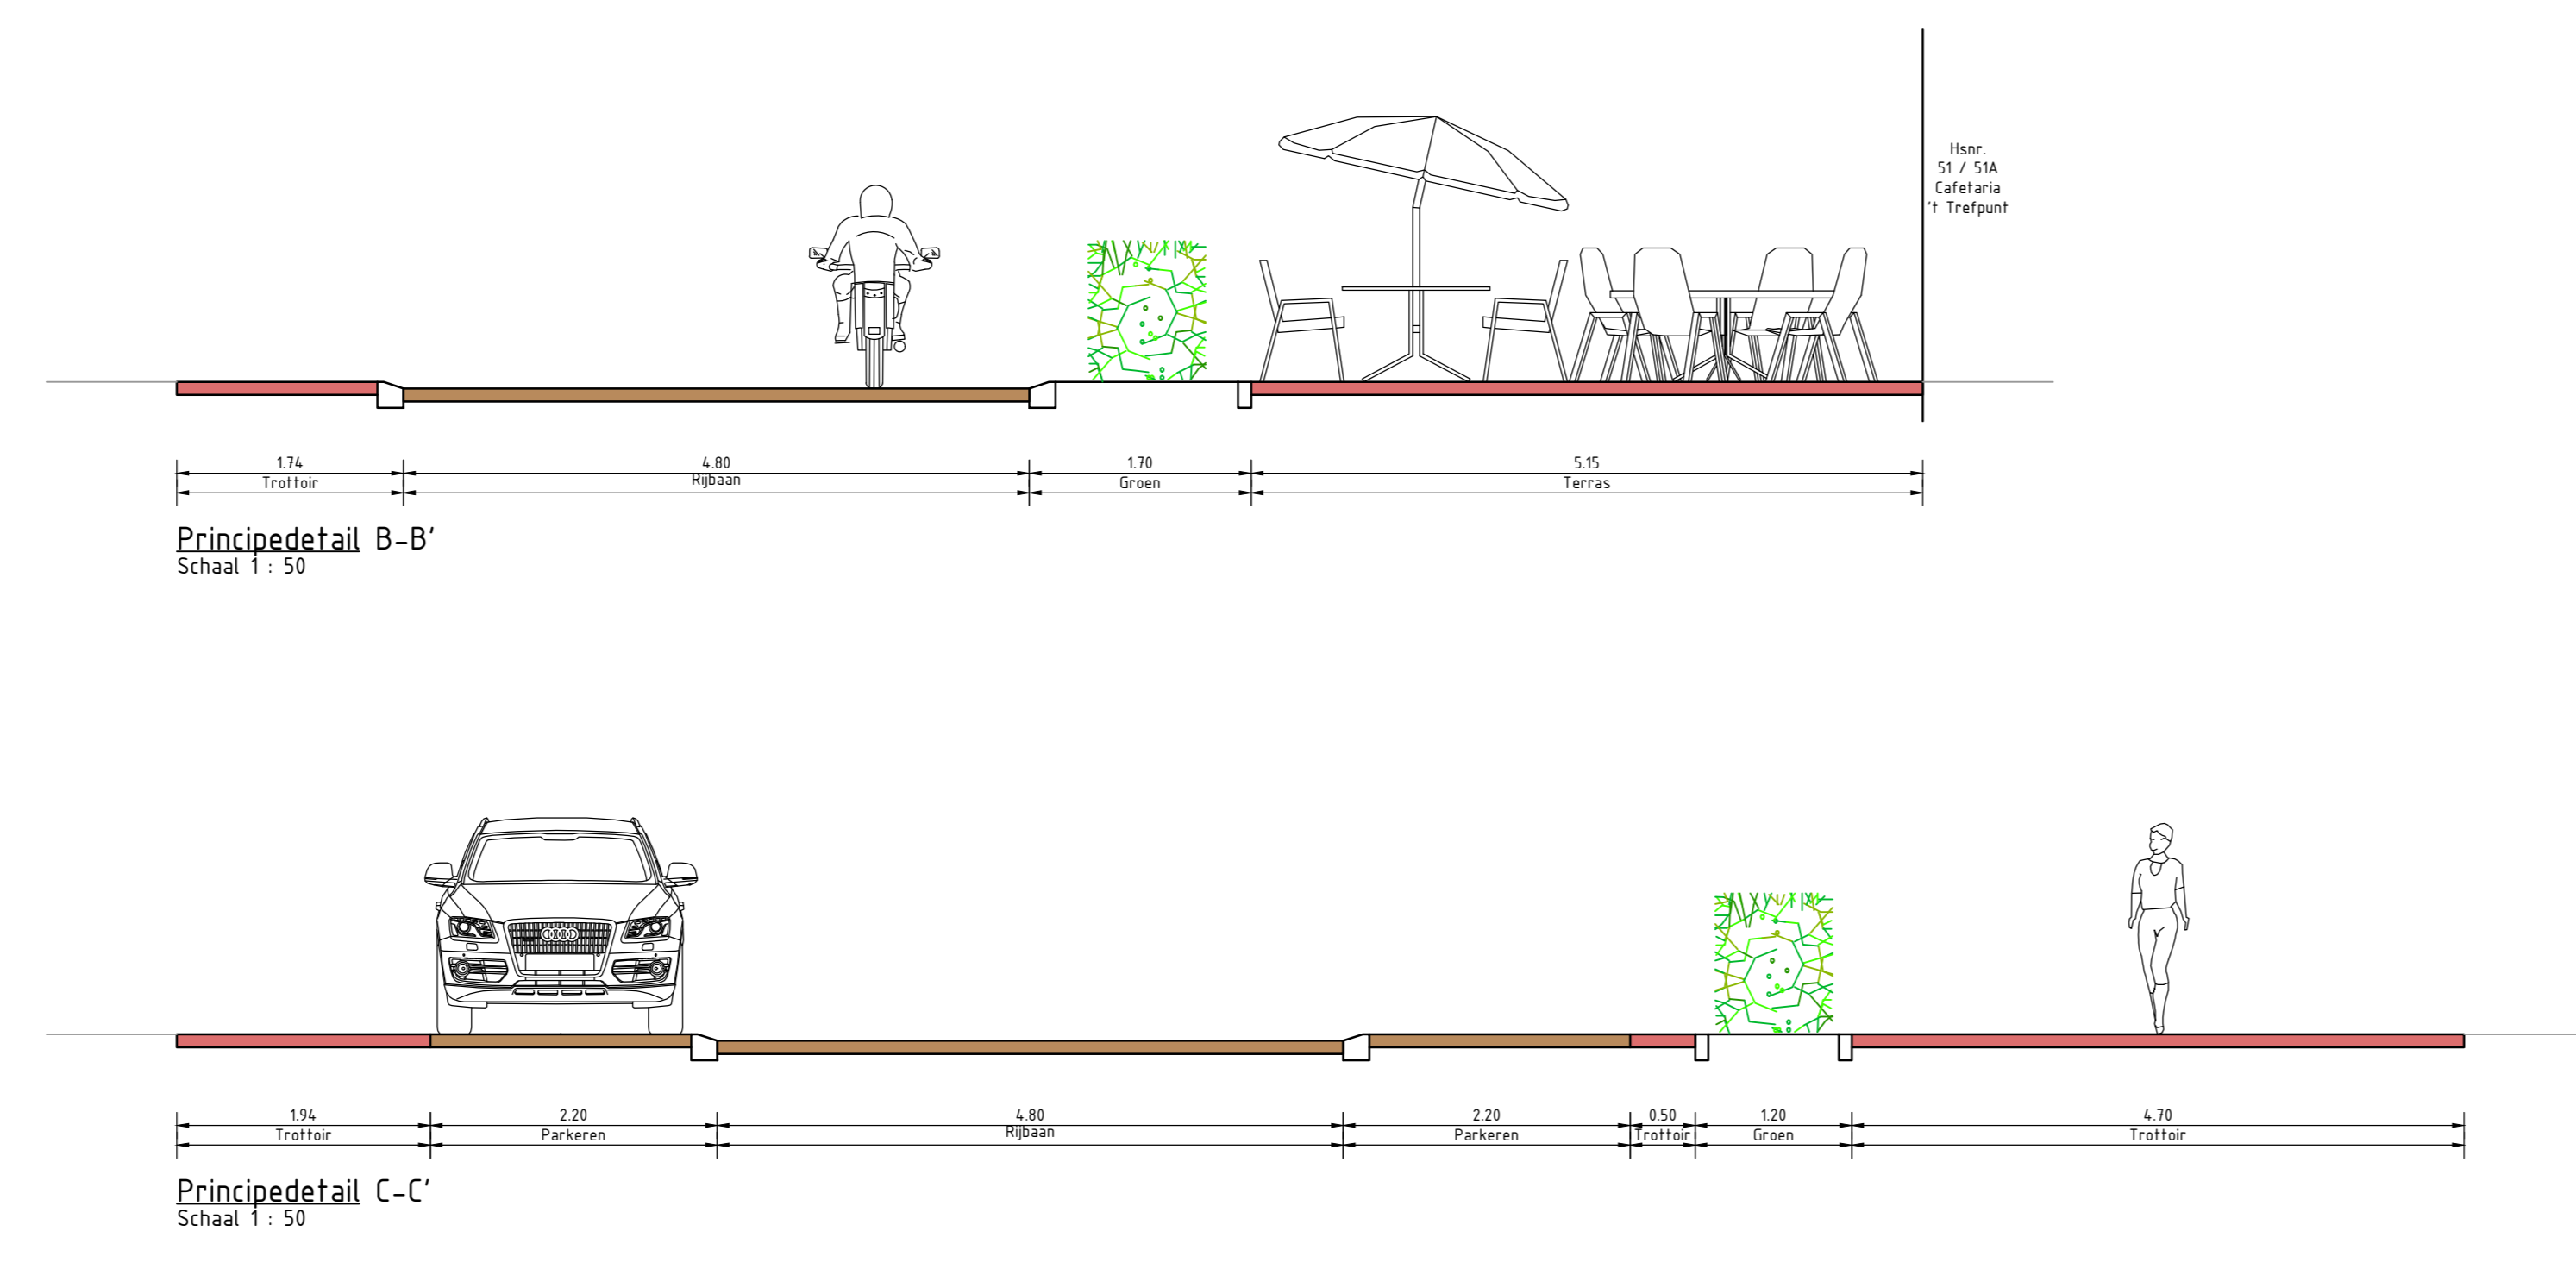 Hsnr.
51 / 51A
Cafetaria
't Trefpunt
1.74 4.80 1.70 5.15
Trottoir Rijbaan Groen Terras
Principedetail B-B'
Schaal 1 : 50
1.94 2.20 4.80 2.20 0.50 1.20 4.70
Trottoir Parkeren Rijbaan Parkeren Trottoir Groen Trottoir
Principedetail C-C'
Schaal 1 : 50